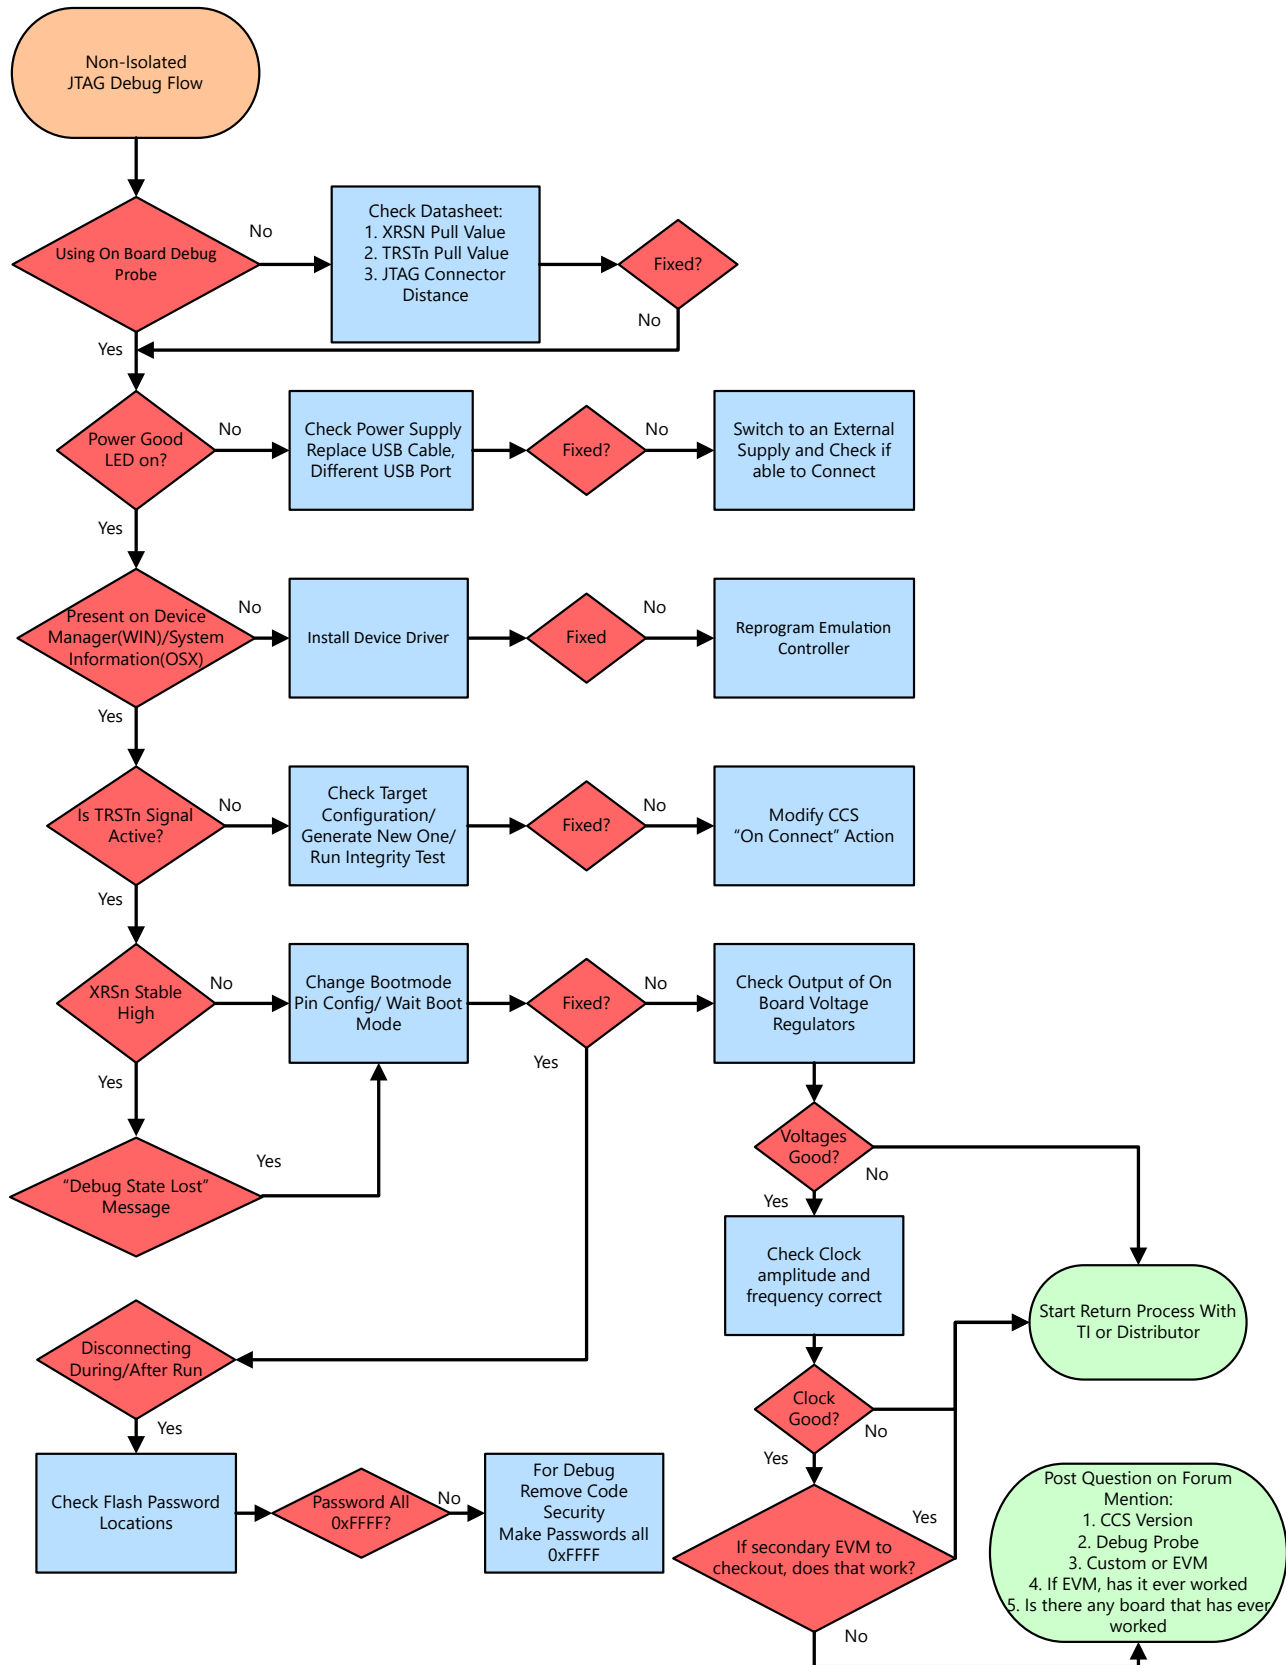 Non-Isolated
JTAG Debug Flow
Using On Board Debug
Probe
No
Check Datasheet:
1. XRSN Pull Value
2. TRSTn Pull Value
3. JTAG Connector
Distance
Fixed?
No
Yes
Power Good
LED on?
No
Check Power Supply
Replace USB Cable,
Different USB Port
Fixed?
No
Switch to an External
Supply and Check if
able to Connect
Yes
Present on Device
Manager(WIN)/System
Information(OSX)
No
Install Device Driver
Fixed
No
Reprogram Emulation
Controller
Yes
Is TRSTn Signal
Active?
No
Check Target
Configuration/
Generate New One/
Run Integrity Test
Fixed?
No
Modify CCS
“On Connect” Action
Yes
XRSn Stable
High
No
Change Bootmode
Pin Config/ Wait Boot
Mode
Fixed?
No
Check Output of On
Board Voltage
Regulators
Yes
Yes
“Debug State Lost”
Message
Yes
Voltages
Good?
No
Yes
Check Clock
amplitude and
frequency correct
Start Return Process With
TI or Distributor
Disconnecting
During/After Run
Yes
Clock
Good?
No
Yes
Check Flash Password
Locations
Password All
0xFFFF?
No
For Debug
Remove Code
Security
Make Passwords all
0xFFFF
If secondary EVM to
checkout, does that work?
Yes
No
Post Question on Forum
Mention:
1. CCS Version
2. Debug Probe
3. Custom or EVM
4. If EVM, has it ever worked
5. Is there any board that has ever
worked